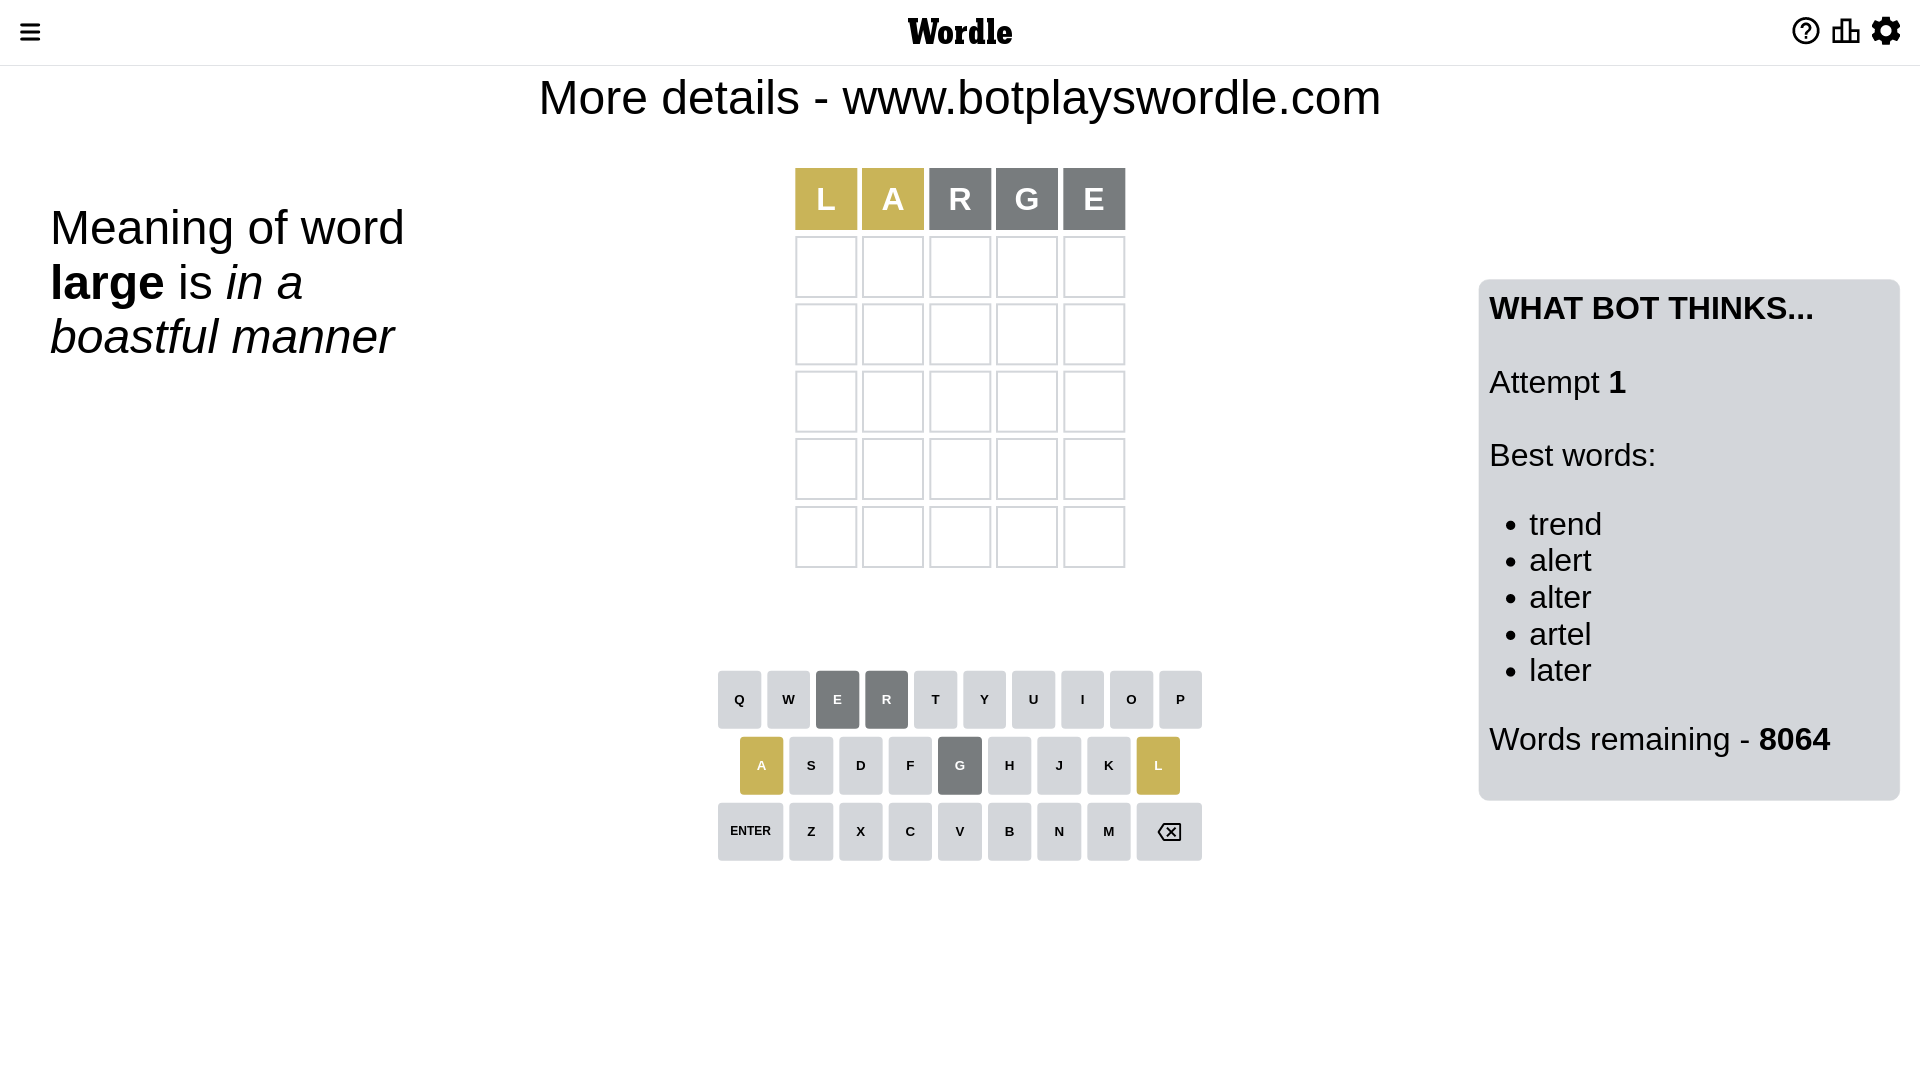 Wordle
More details - www.botplayswordle.com
Meaning of word
large is in a
boastful manner
L A R G E
WHAT BOT THINKS...
Attempt 1
Best words:
• trend
• alert
• alter
• artel
• later
Words remaining - 8064
Q W E R T Y U I O P
A S D F G H J K L
ENTER Z X C V B N M